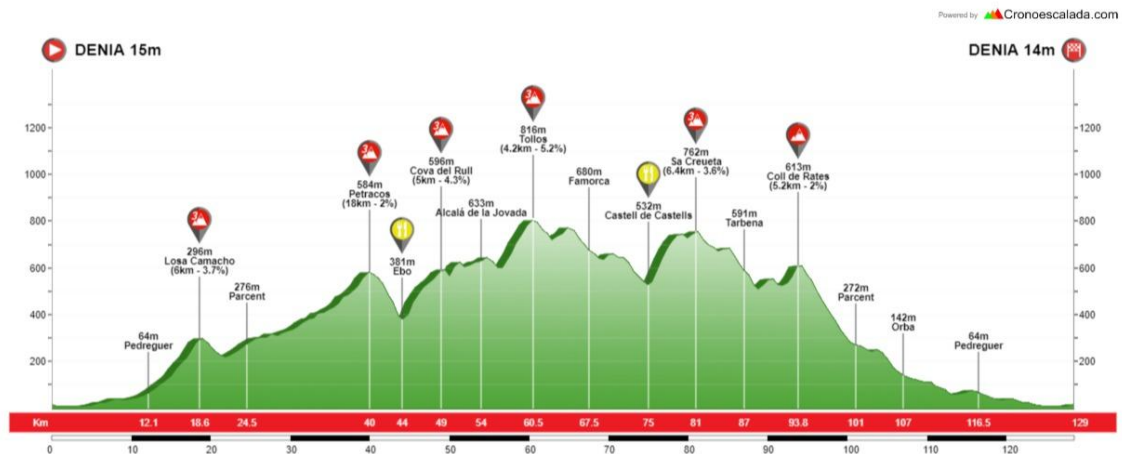 Powered by Cronoescalada.com
DENIA 15m
DENIA 14m
816m
Tollos
(4.2km - 5.2%)
596m
Cova del Rull
(5km - 4.3%)
762m
Sa Creueta
(6.4km - 3.6%)
584m
Petracos
(18km - 2%)
613m
Coll de Rates
(5.2km - 2%)
680m
Famorca
633m
Alcalá de la Jovada
532m
Castell de Castells
591m
Tarbena
296m
Losa Camacho
(6km - 3.7%)
381m
Ebo
276m
Parcent
272m
Parcent
142m
Orba
64m
Pedreguer
64m
Pedreguer
3 3 3 3 3
1200 1200
1000 1000
800 800
600 600
400 400
200 200
Km 12.1 18.6 24.5 40 44 49 54 60.5 67.5 75 81 87 93.8 101 107 116.5 129
0 10 20 30 40 50 60 70 80 90 100 110 120